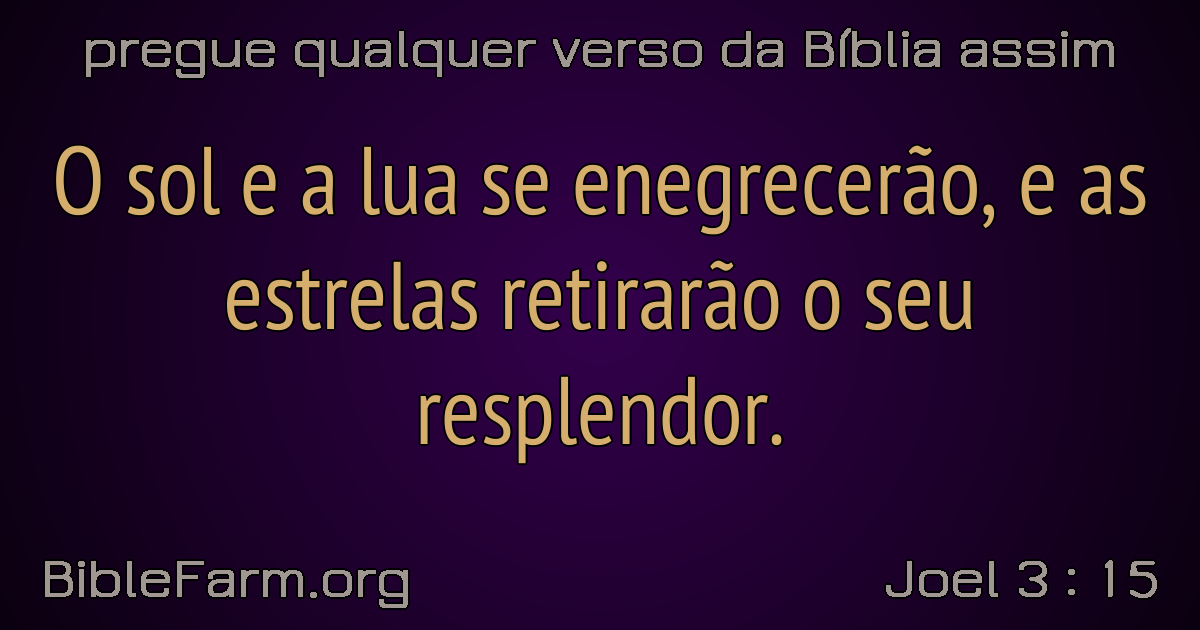 pregue qualquer verso da Bíblia assim
O sol e a lua se enegrecerão, e as
estrelas retirarão o seu
resplendor.
BibleFarm.org
Joel 3 : 15